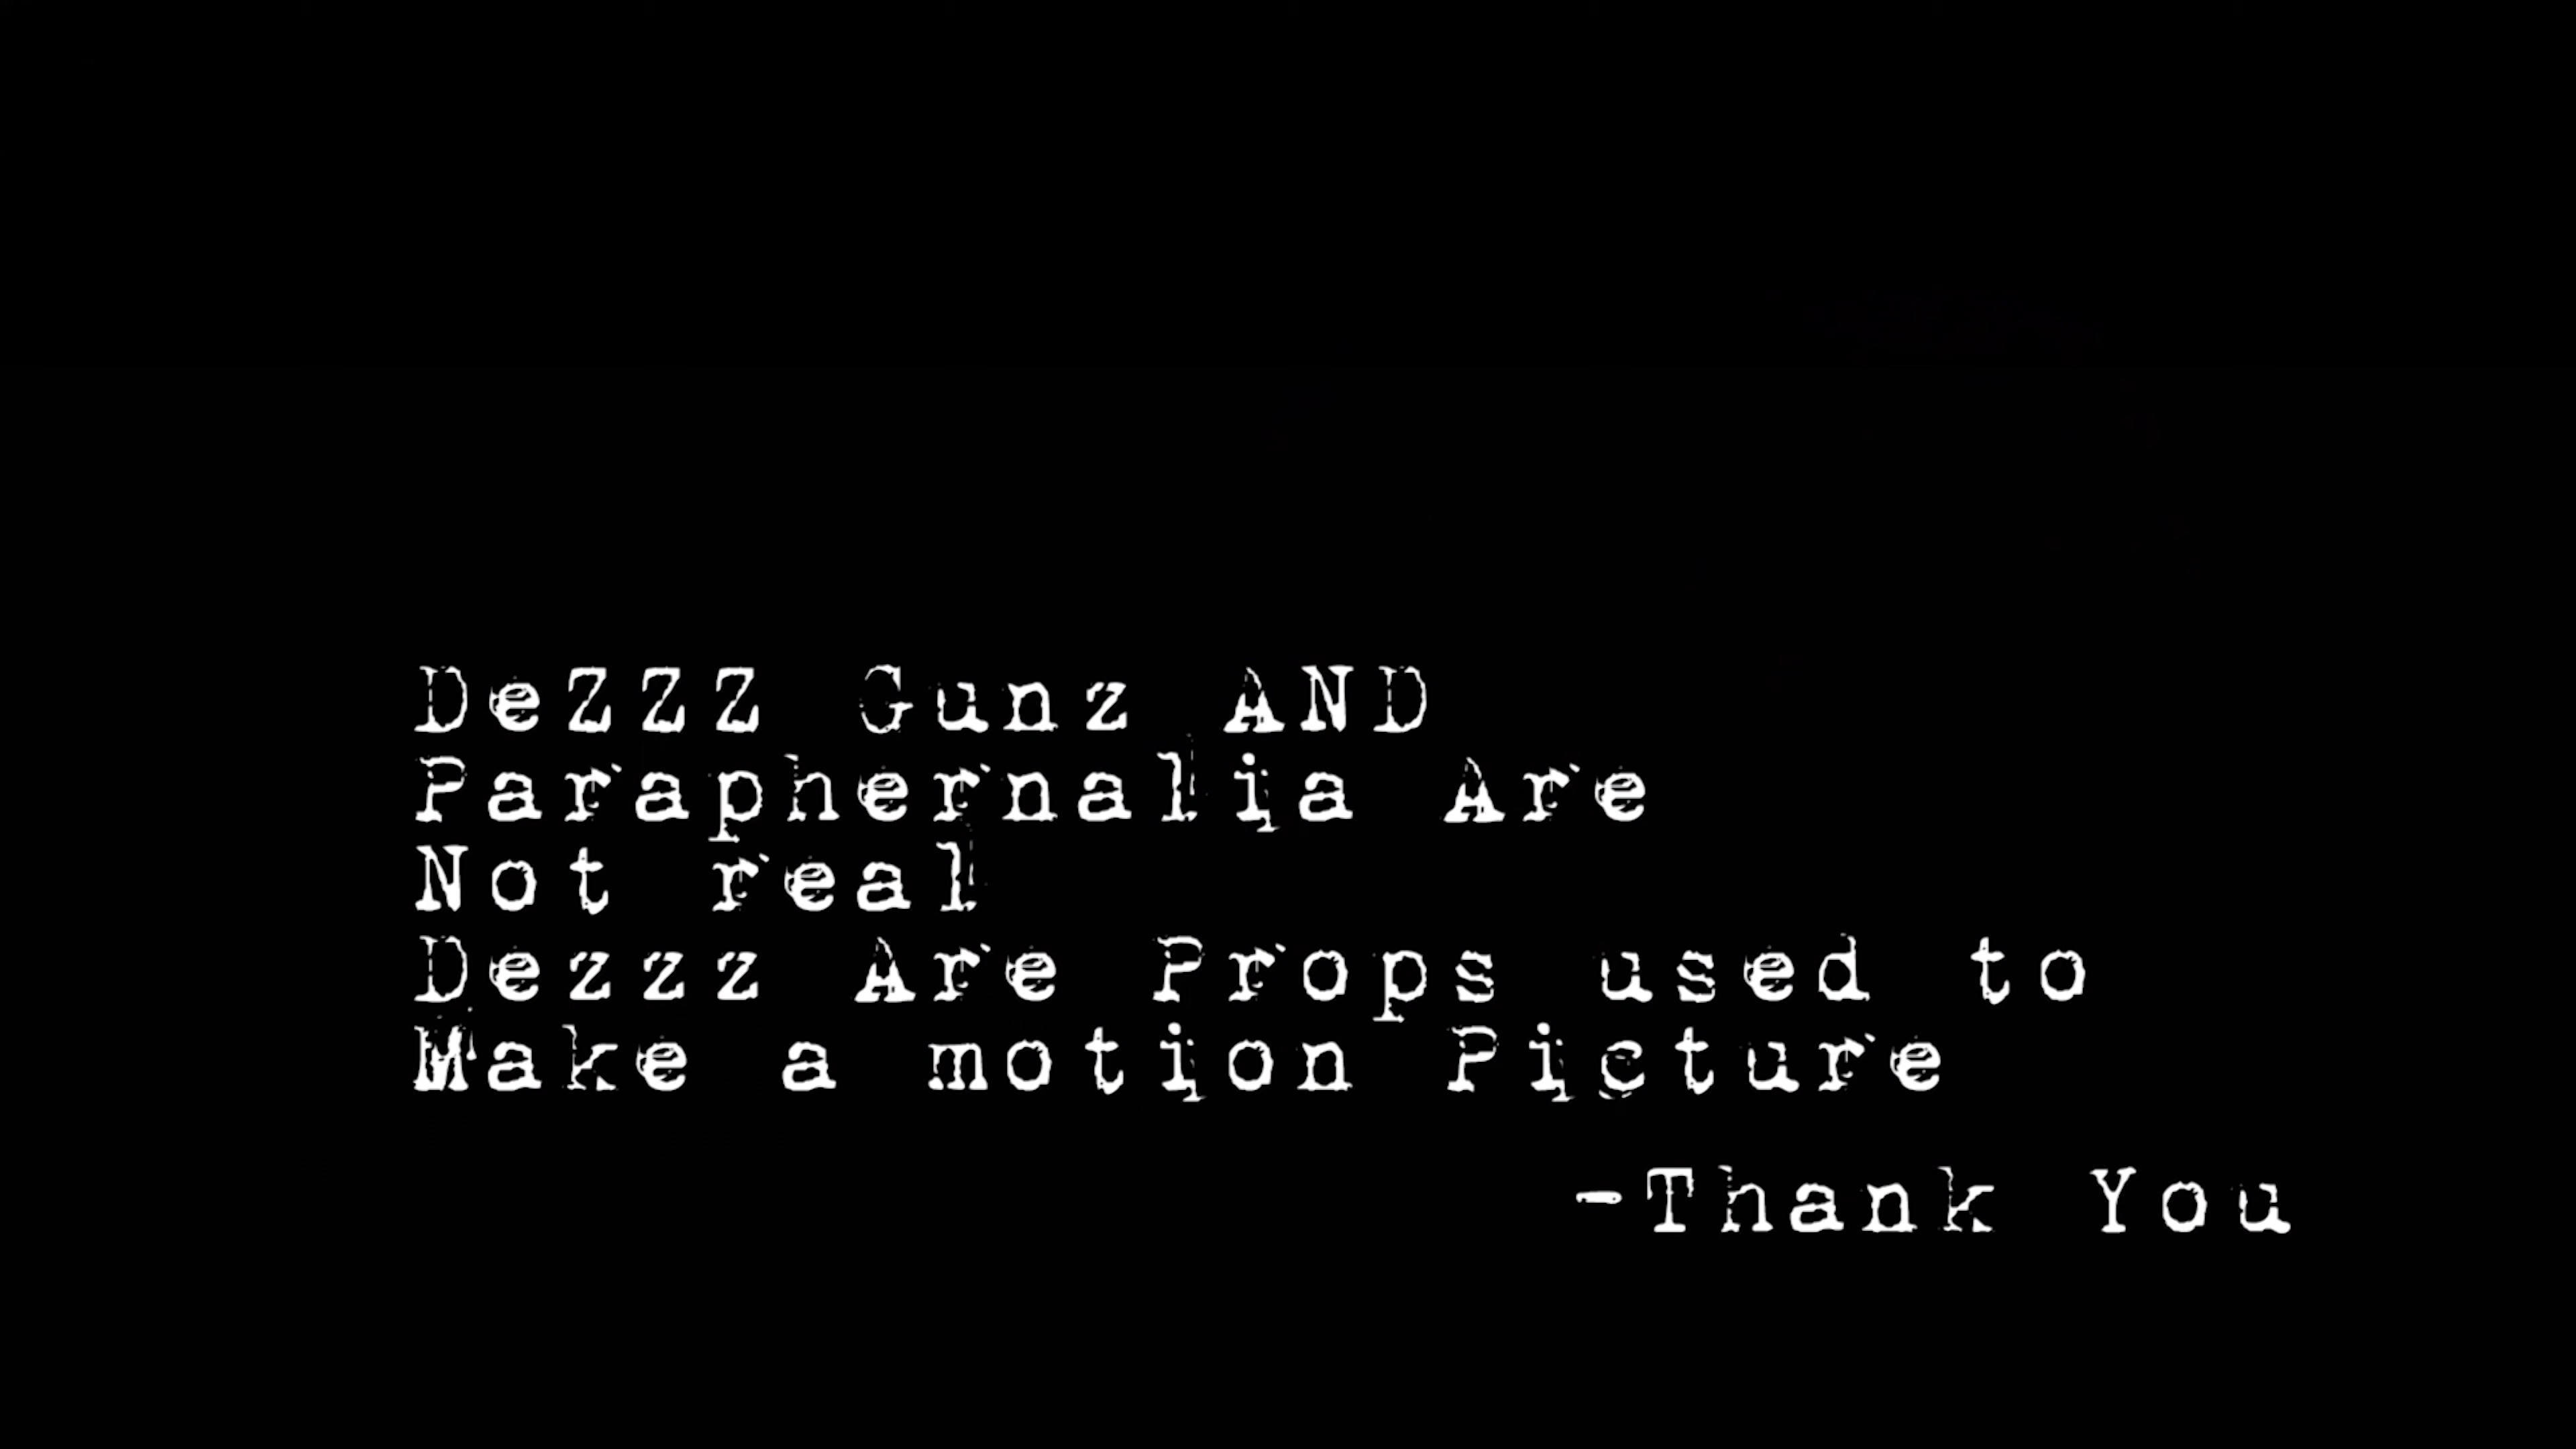 DeZZZ Gunz AND
Paraphernalia Are
Not real
Dezzz Are Props used to
Make a motion Picture
-Thank You